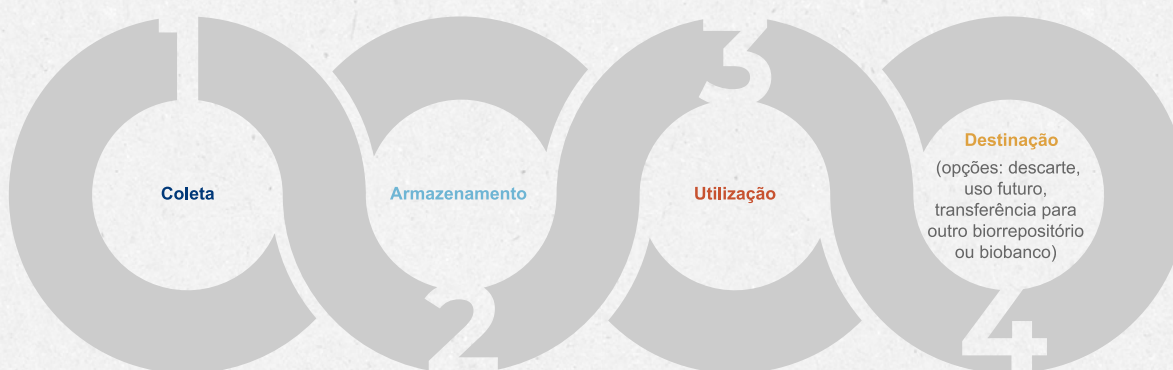 1
Coleta
2
Armazenamento
3
Utilização
4
Destinação
(opções: descarte,
uso futuro,
transferência para
outro biorrepositório
ou biobanco)